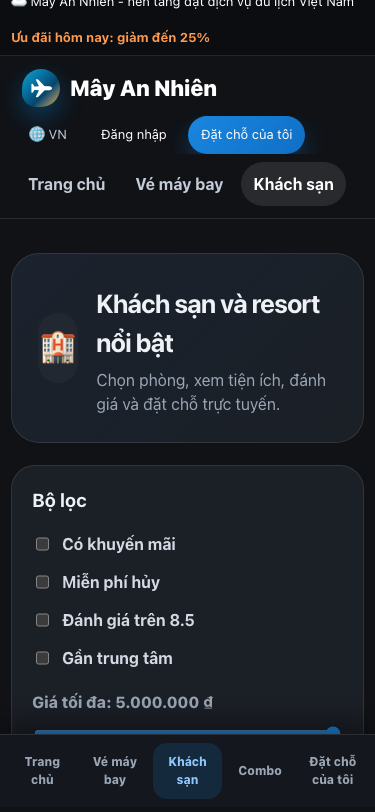 Mây An Nhiên - nền tảng đặt dịch vụ du lịch Việt Nam
Ưu đãi hôm nay: giảm đến 25%
Mây An Nhiên
VN
Đăng nhập
Đặt chỗ của tôi
Trang chủ
Vé máy bay
Khách sạn
Khách sạn và resort
nổi bật
Chọn phòng, xem tiện ích, đánh
giá và đặt chỗ trực tuyến.
Bộ lọc
Có khuyến mãi
Miễn phí hủy
Đánh giá trên 8.5
Gần trung tâm
Giá tối đa: 5.000.000 ₫
Trang
chủ
Vé máy
bay
Khách
sạn
Combo
Đặt chỗ
của tôi